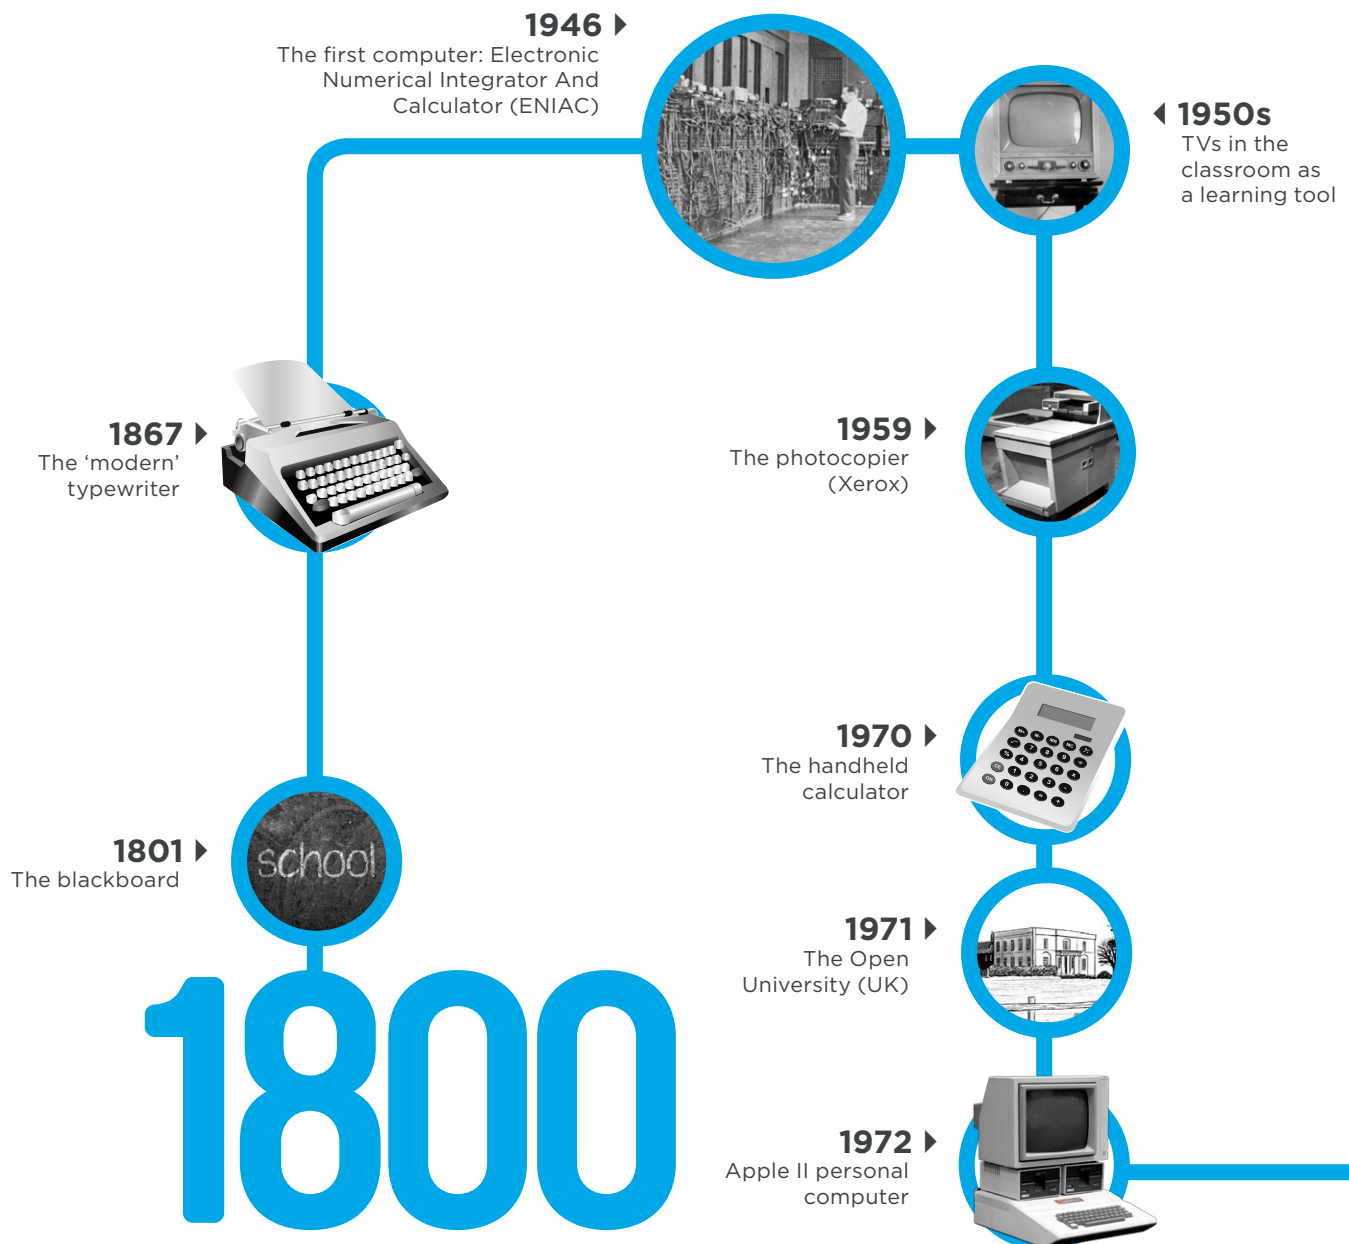 1946
The first computer: Electronic
Numerical Integrator And
Calculator (ENIAC)
1950s
TVs in the
classroom as
a learning tool
1867
The ‘modern’
typewriter
1959
The photocopier
(Xerox)
1970
The handheld
calculator
1801
The blackboard
school
1971
The Open
University (UK)
1800
1972
Apple II personal
computer